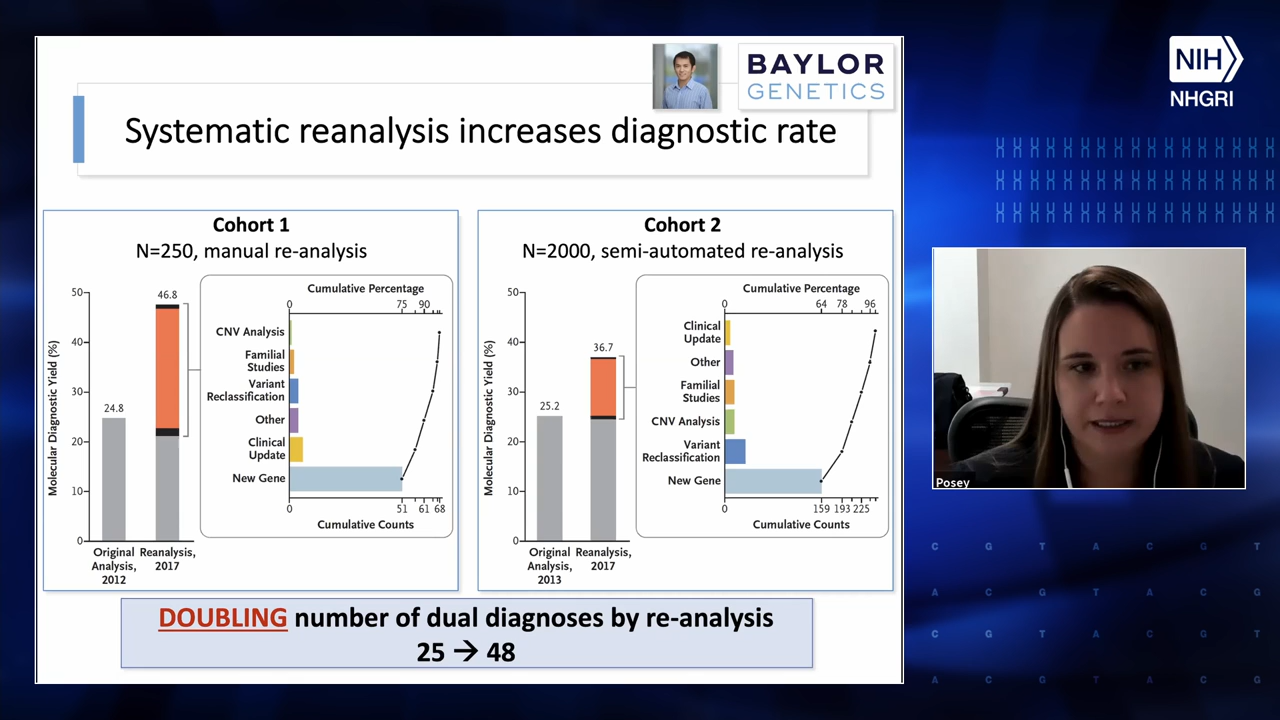 NIH
NHGRI
BAYLOR
GENETICS
Systematic reanalysis increases diagnostic rate
Cohort 1
N=250, manual re-analysis
Molecular Diagnostic Yield (%)
50
40
30
20
10
0
24.8
46.8
Original Analysis, 2012
Reanalysis, 2017
Cumulative Percentage
0 75 90
CNV Analysis
Familial Studies
Variant Reclassification
Other
Clinical Update
New Gene
0 51 61 68
Cumulative Counts
Cohort 2
N=2000, semi-automated re-analysis
Molecular Diagnostic Yield (%)
50
40
30
20
10
0
25.2
36.7
Original Analysis, 2013
Reanalysis, 2017
Cumulative Percentage
0 64 78 96
Clinical Update
Other
Familial Studies
CNV Analysis
Variant Reclassification
New Gene
0 159 193 225
Cumulative Counts
DOUBLING number of dual diagnoses by re-analysis
25 → 48
Posey
C G T A C G T
A C G T A C G
C G T A C G T
A C G T A C G